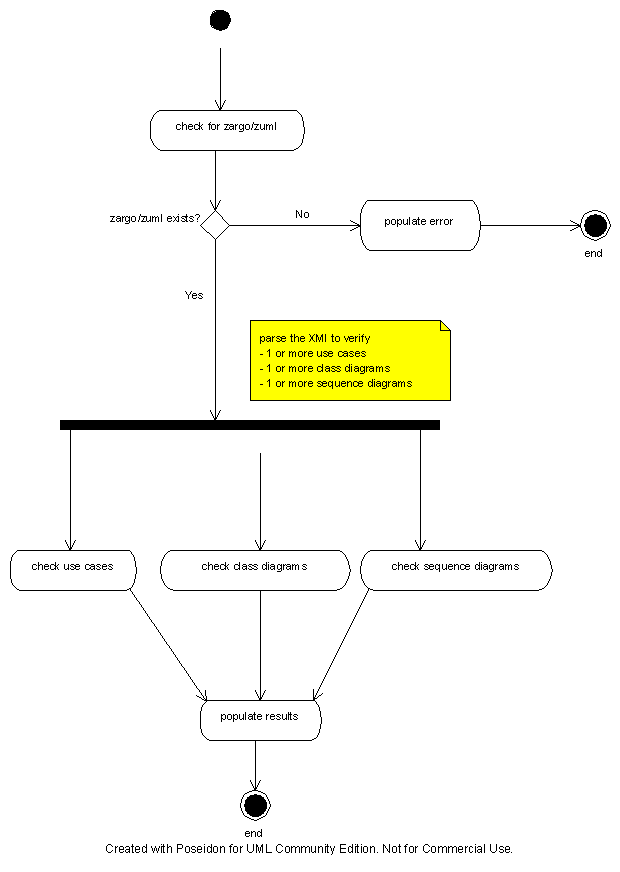 check for zargo/zuml
zargo/zuml exists?
No
populate error
end
Yes
parse the XMI to verify
- 1 or more use cases
- 1 or more class diagrams
- 1 or more sequence diagrams
check use cases
check class diagrams
check sequence diagrams
populate results
end
Created with Poseidon for UML Community Edition. Not for Commercial Use.